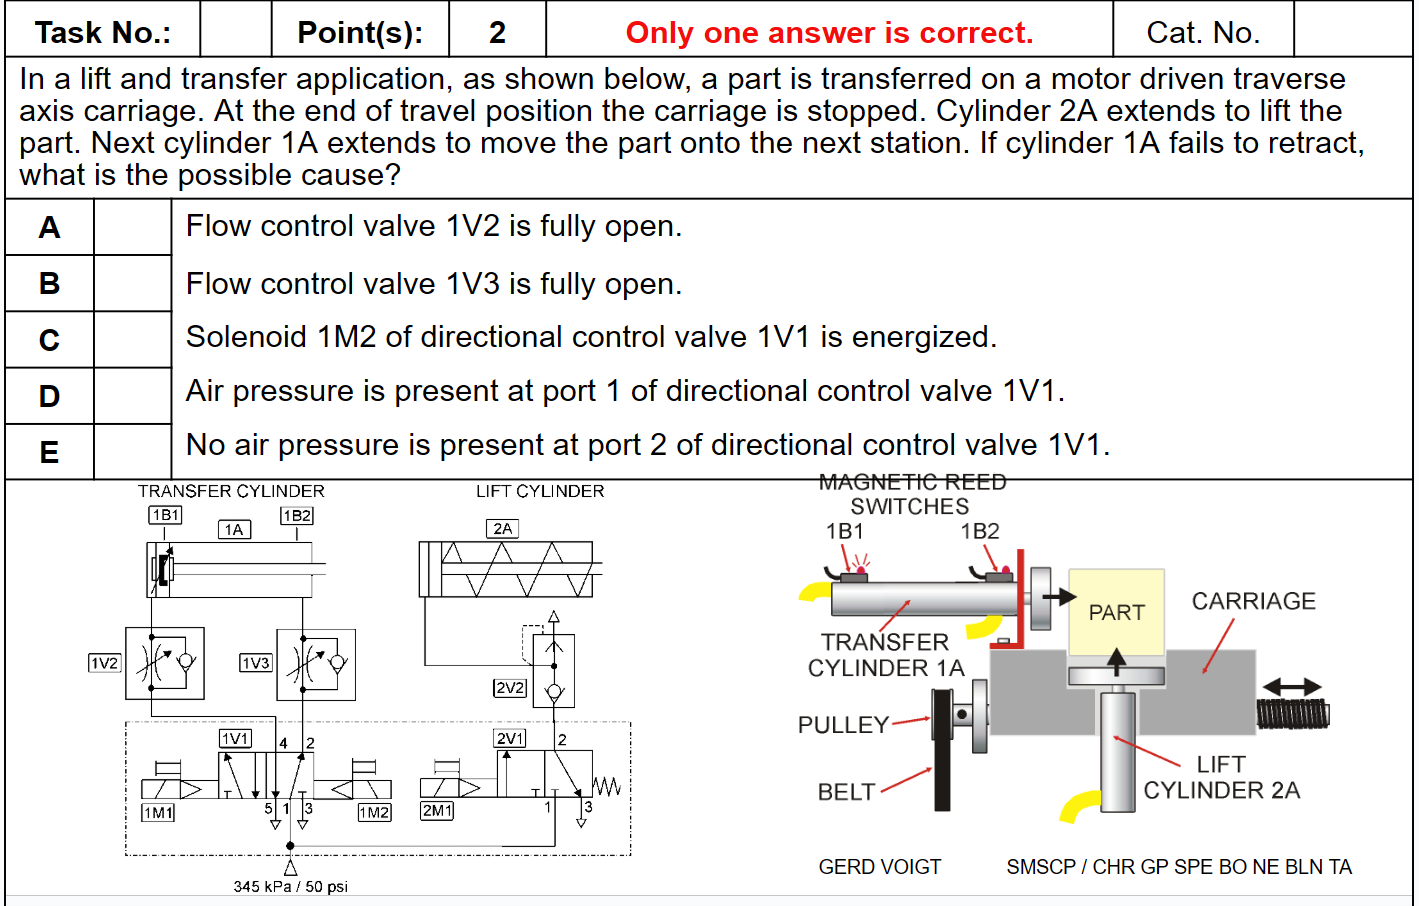 Task No.: Point(s): 2 Only one answer is correct. Cat. No.
In a lift and transfer application, as shown below, a part is transferred on a motor driven traverse
axis carriage. At the end of travel position the carriage is stopped. Cylinder 2A extends to lift the
part. Next cylinder 1A extends to move the part onto the next station. If cylinder 1A fails to retract,
what is the possible cause?
A Flow control valve 1V2 is fully open.
B Flow control valve 1V3 is fully open.
C Solenoid 1M2 of directional control valve 1V1 is energized.
D Air pressure is present at port 1 of directional control valve 1V1.
E No air pressure is present at port 2 of directional control valve 1V1.
TRANSFER CYLINDER
1B1
1A
1B2
1V2
1V3
1V1
4 2
1M1
5 1 3
1M2
345 kPa / 50 psi
LIFT CYLINDER
2A
2V2
2V1
2
2M1
1 3
MAGNETIC REED
SWITCHES
1B1 1B2
TRANSFER
CYLINDER 1A
PART
CARRIAGE
PULLEY
BELT
LIFT
CYLINDER 2A
GERD VOIGT
SMSCP / CHR GP SPE BO NE BLN TA